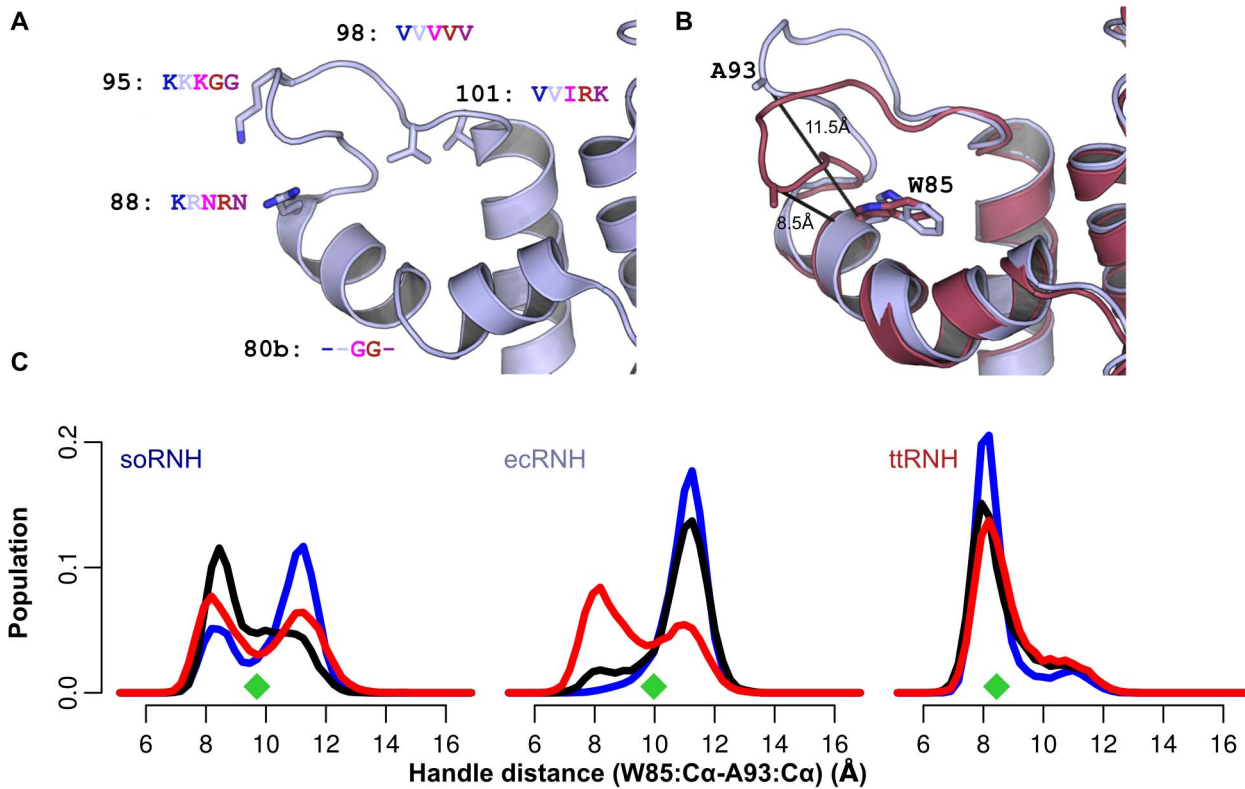 A
98: VVVVV
95: KKKGG
101: VVIRK
88: KRNRN
80b: --GG-
B
A93
11.5Å
W85
8.5Å
C
Population
0.2
0.1
0.0
soRNH
ecRNH
ttRNH
6 8 10 12 14 16
6 8 10 12 14 16
6 8 10 12 14 16
Handle distance (W85:Cα-A93:Cα) (Å)